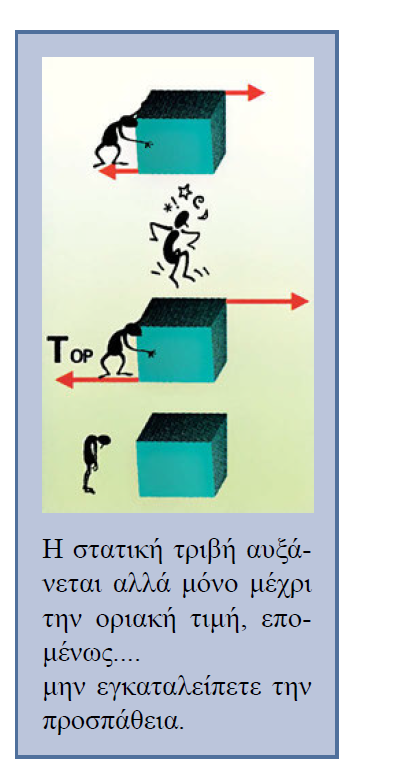 *!☆
Τ ΟΡ
Η στατική τριβή αυξά-
νεται αλλά μόνο μέχρι
την οριακή τιμή, επο-
μένως....
μην εγκαταλείπετε την
προσπάθεια.